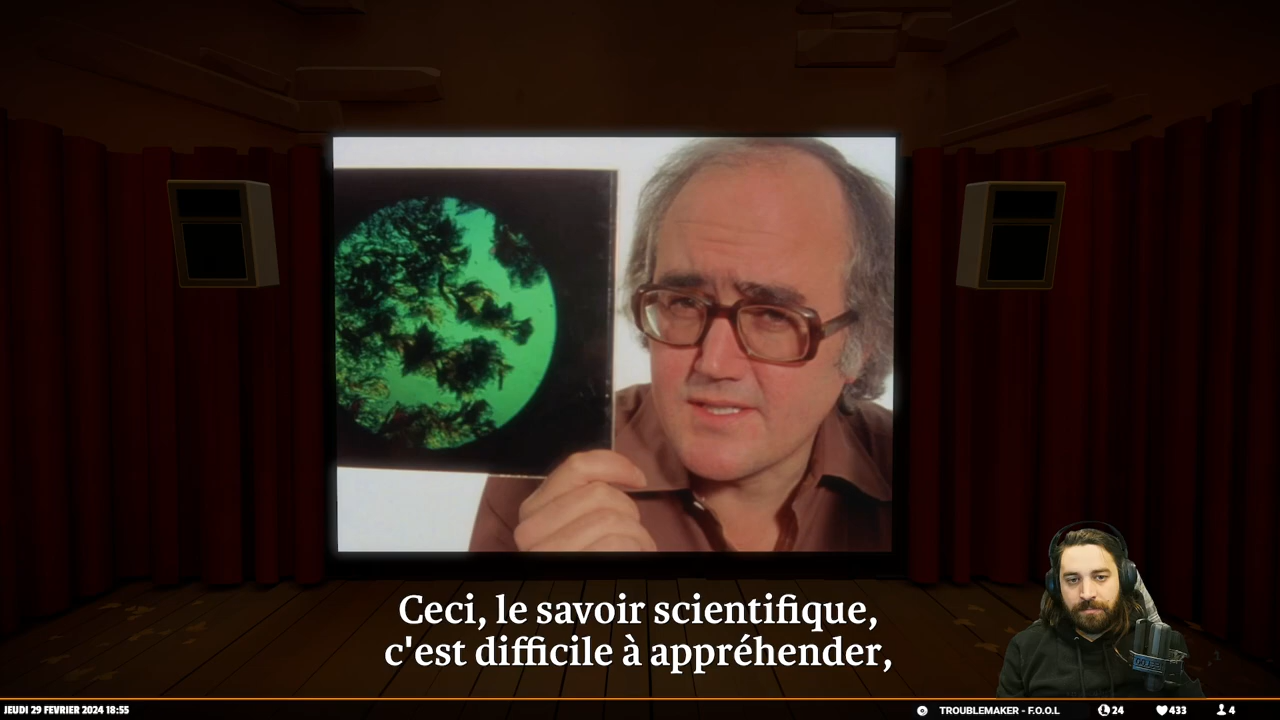 Ceci, le savoir scientifique,
c'est difficile à appréhender,
JEUDI 29 FEVRIER 2024 18:55
TROUBLEMAKER - F.O.O.L
24
433
4